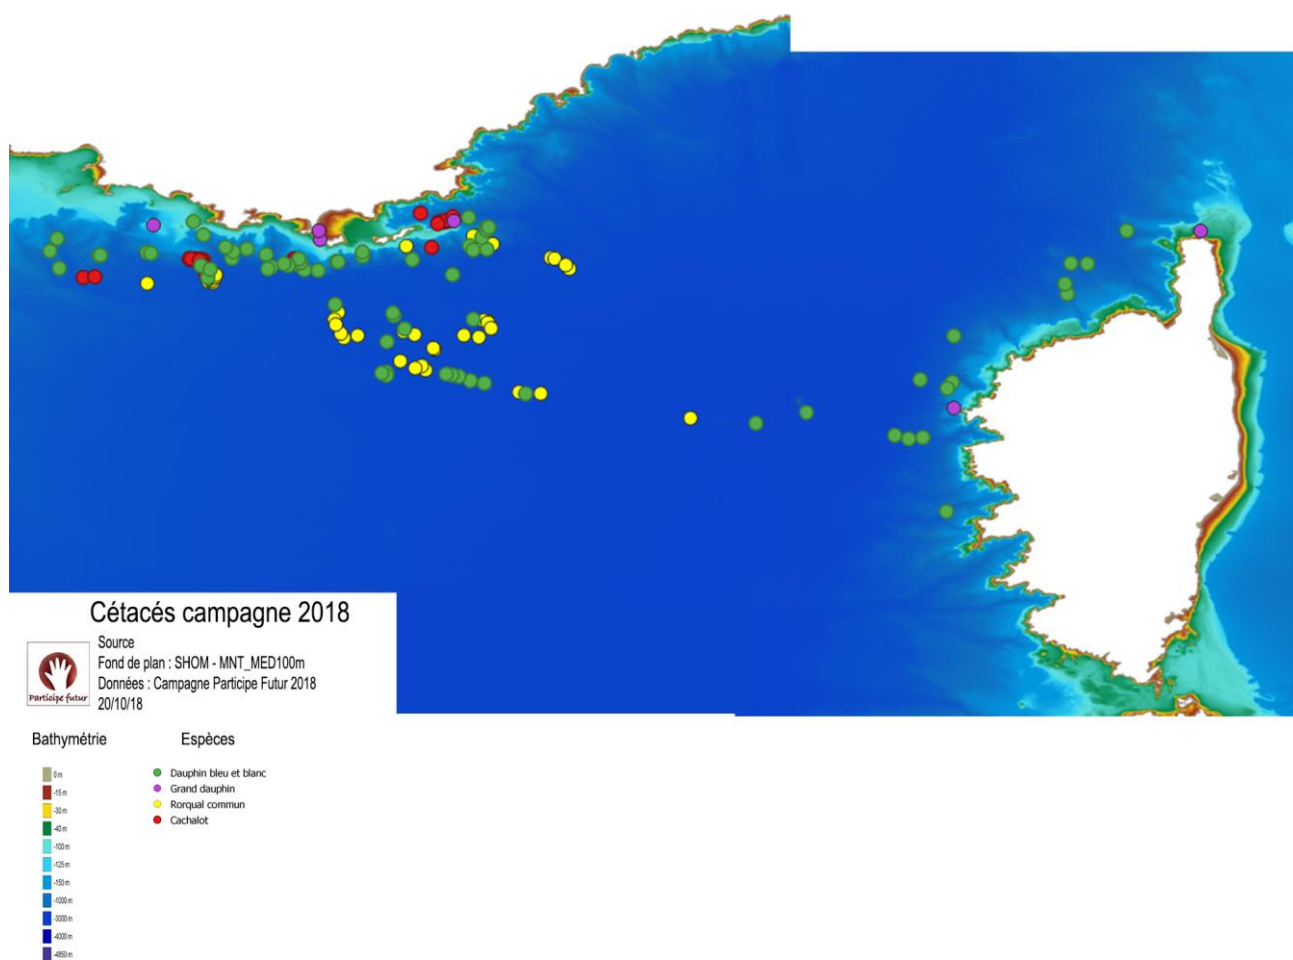 Cétacés campagne 2018
Source
Fond de plan : SHOM - MNT_MED100m
Données : Campagne Participe Futur 2018
20/10/18
Participe futur
Bathymétrie
0 m
-15 m
-30 m
-40 m
-100 m
-125 m
-150 m
-1000 m
-3000 m
-4000 m
-4850 m
Espèces
Dauphin bleu et blanc
Grand dauphin
Rorqual commun
Cachalot